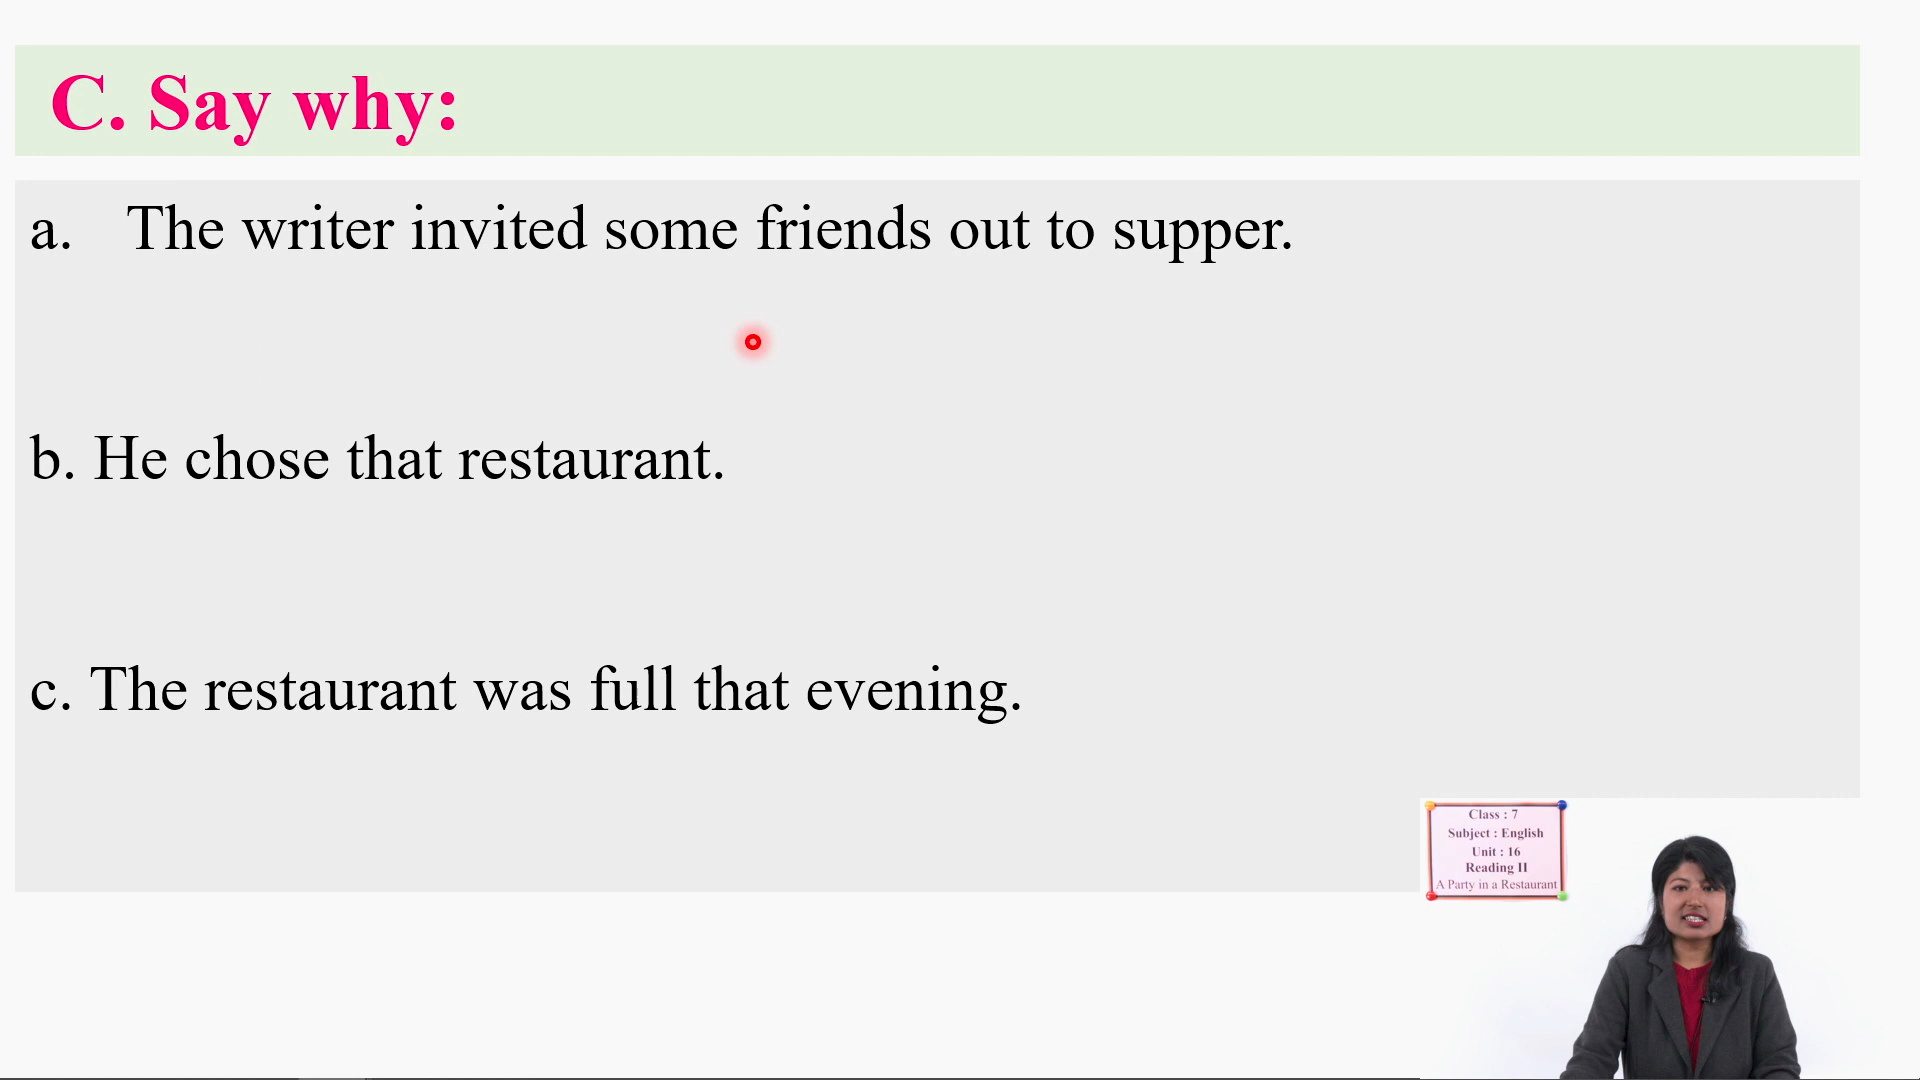 C. Say why:
a. The writer invited some friends out to supper.
b. He chose that restaurant.
c. The restaurant was full that evening.
Class : 7
Subject : English
Unit : 16
Reading II
A Party in a Restaurant